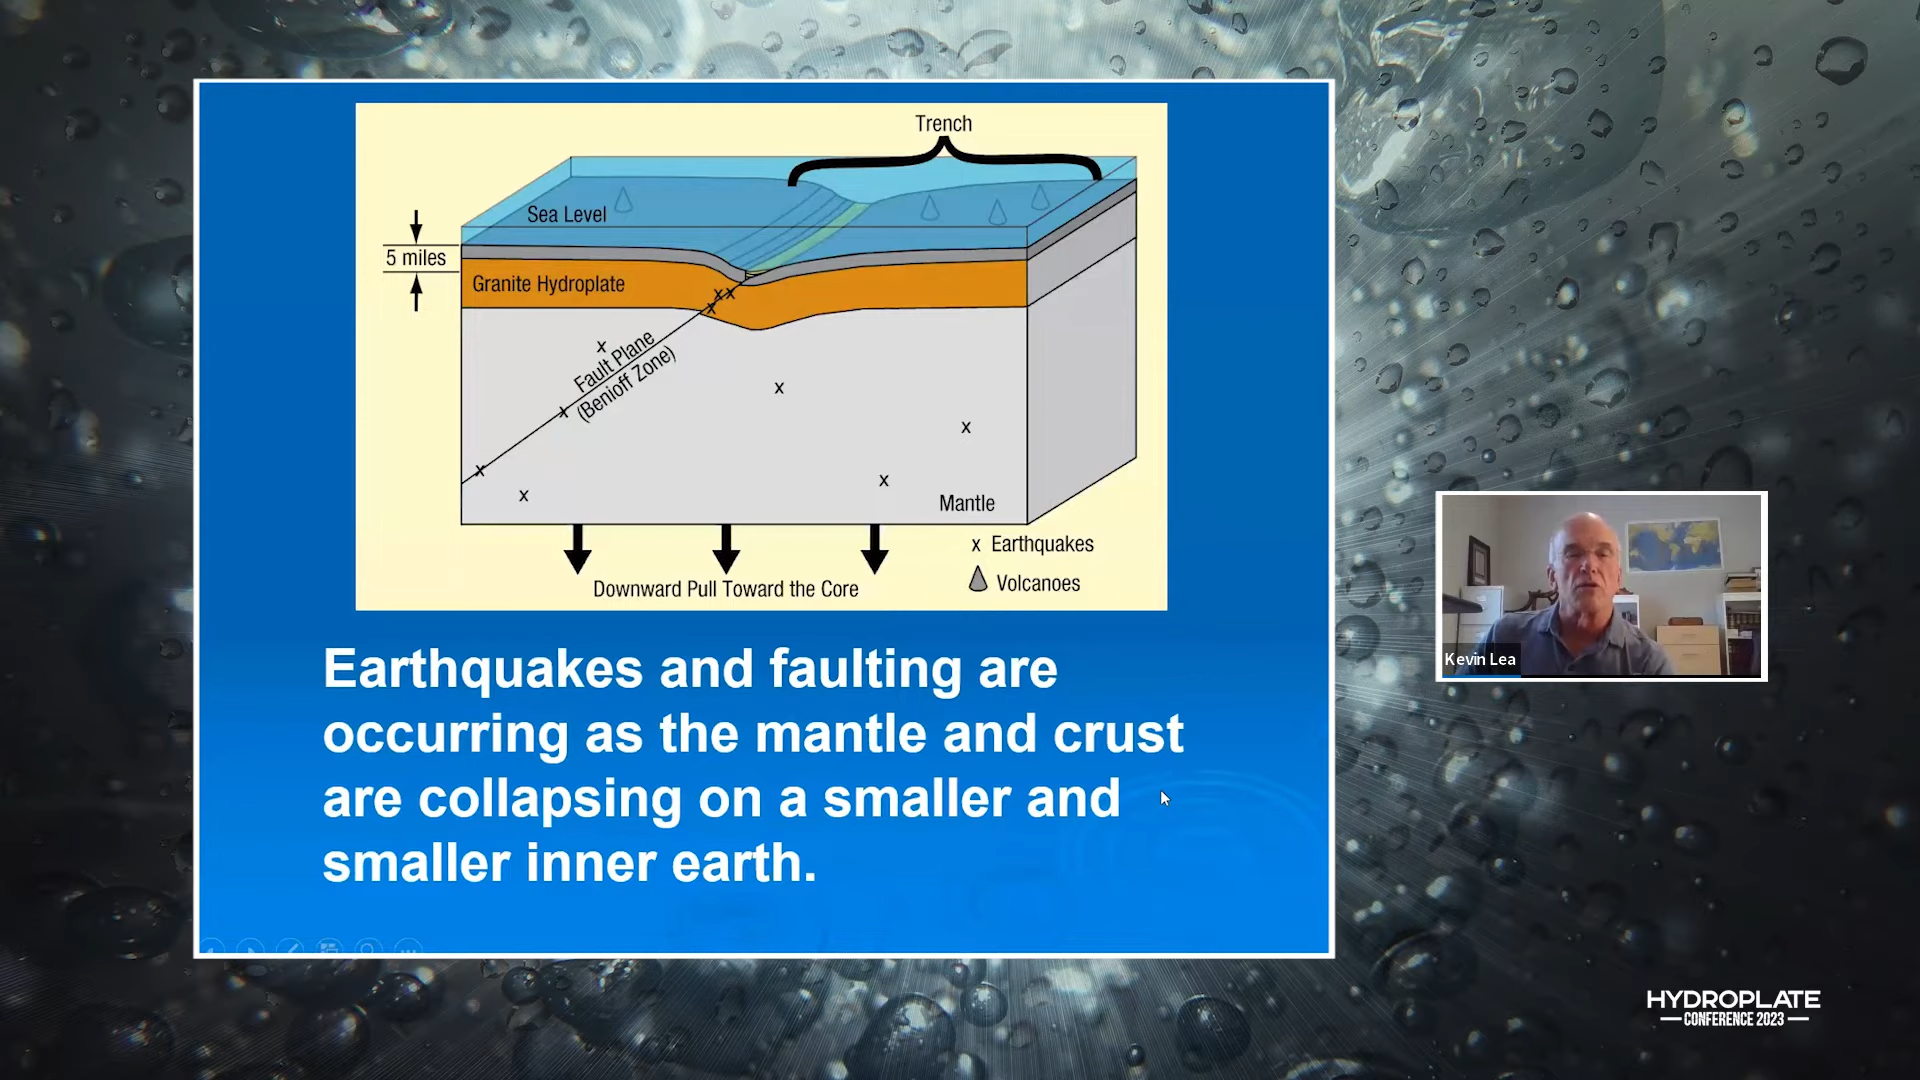 Trench
Sea Level
5 miles
Granite Hydroplate
Fault Plane
(Benioff Zone)
Mantle
x Earthquakes
Volcanoes
Downward Pull Toward the Core
Earthquakes and faulting are
occurring as the mantle and crust
are collapsing on a smaller and
smaller inner earth.
Kevin Lea
HYDROPLATE
CONFERENCE 2023